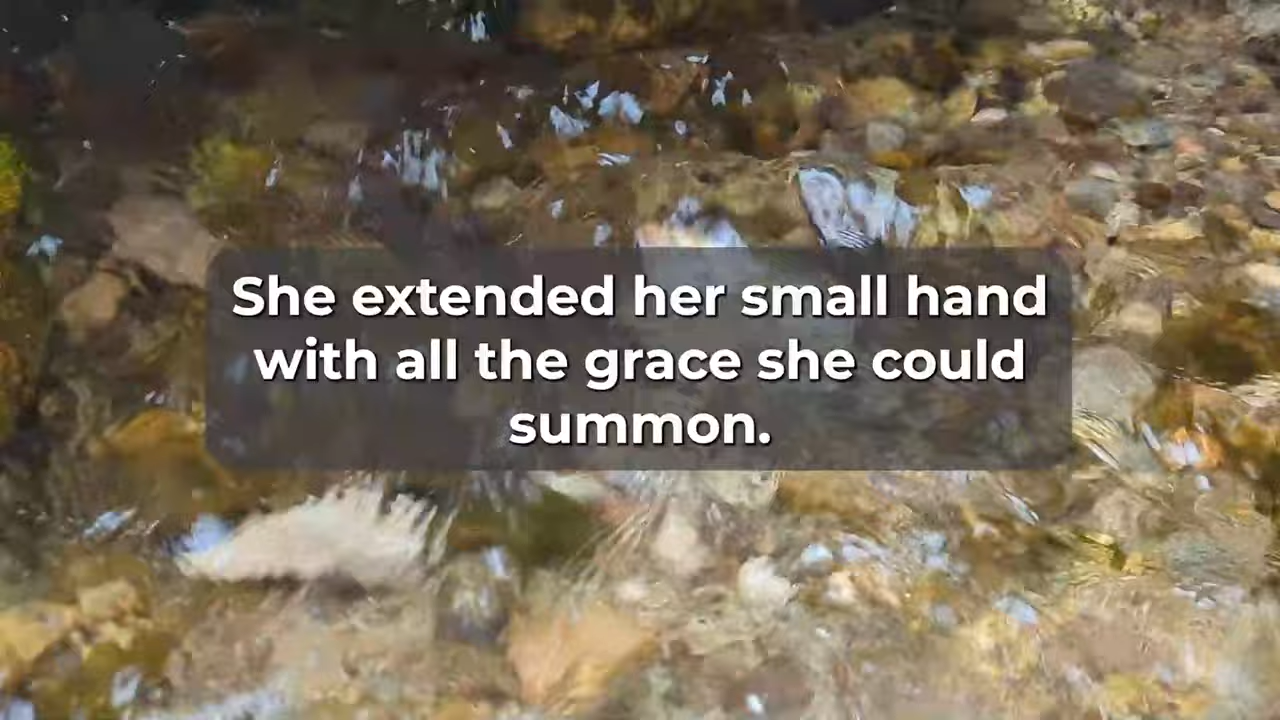 She extended her small hand
with all the grace she could
summon.